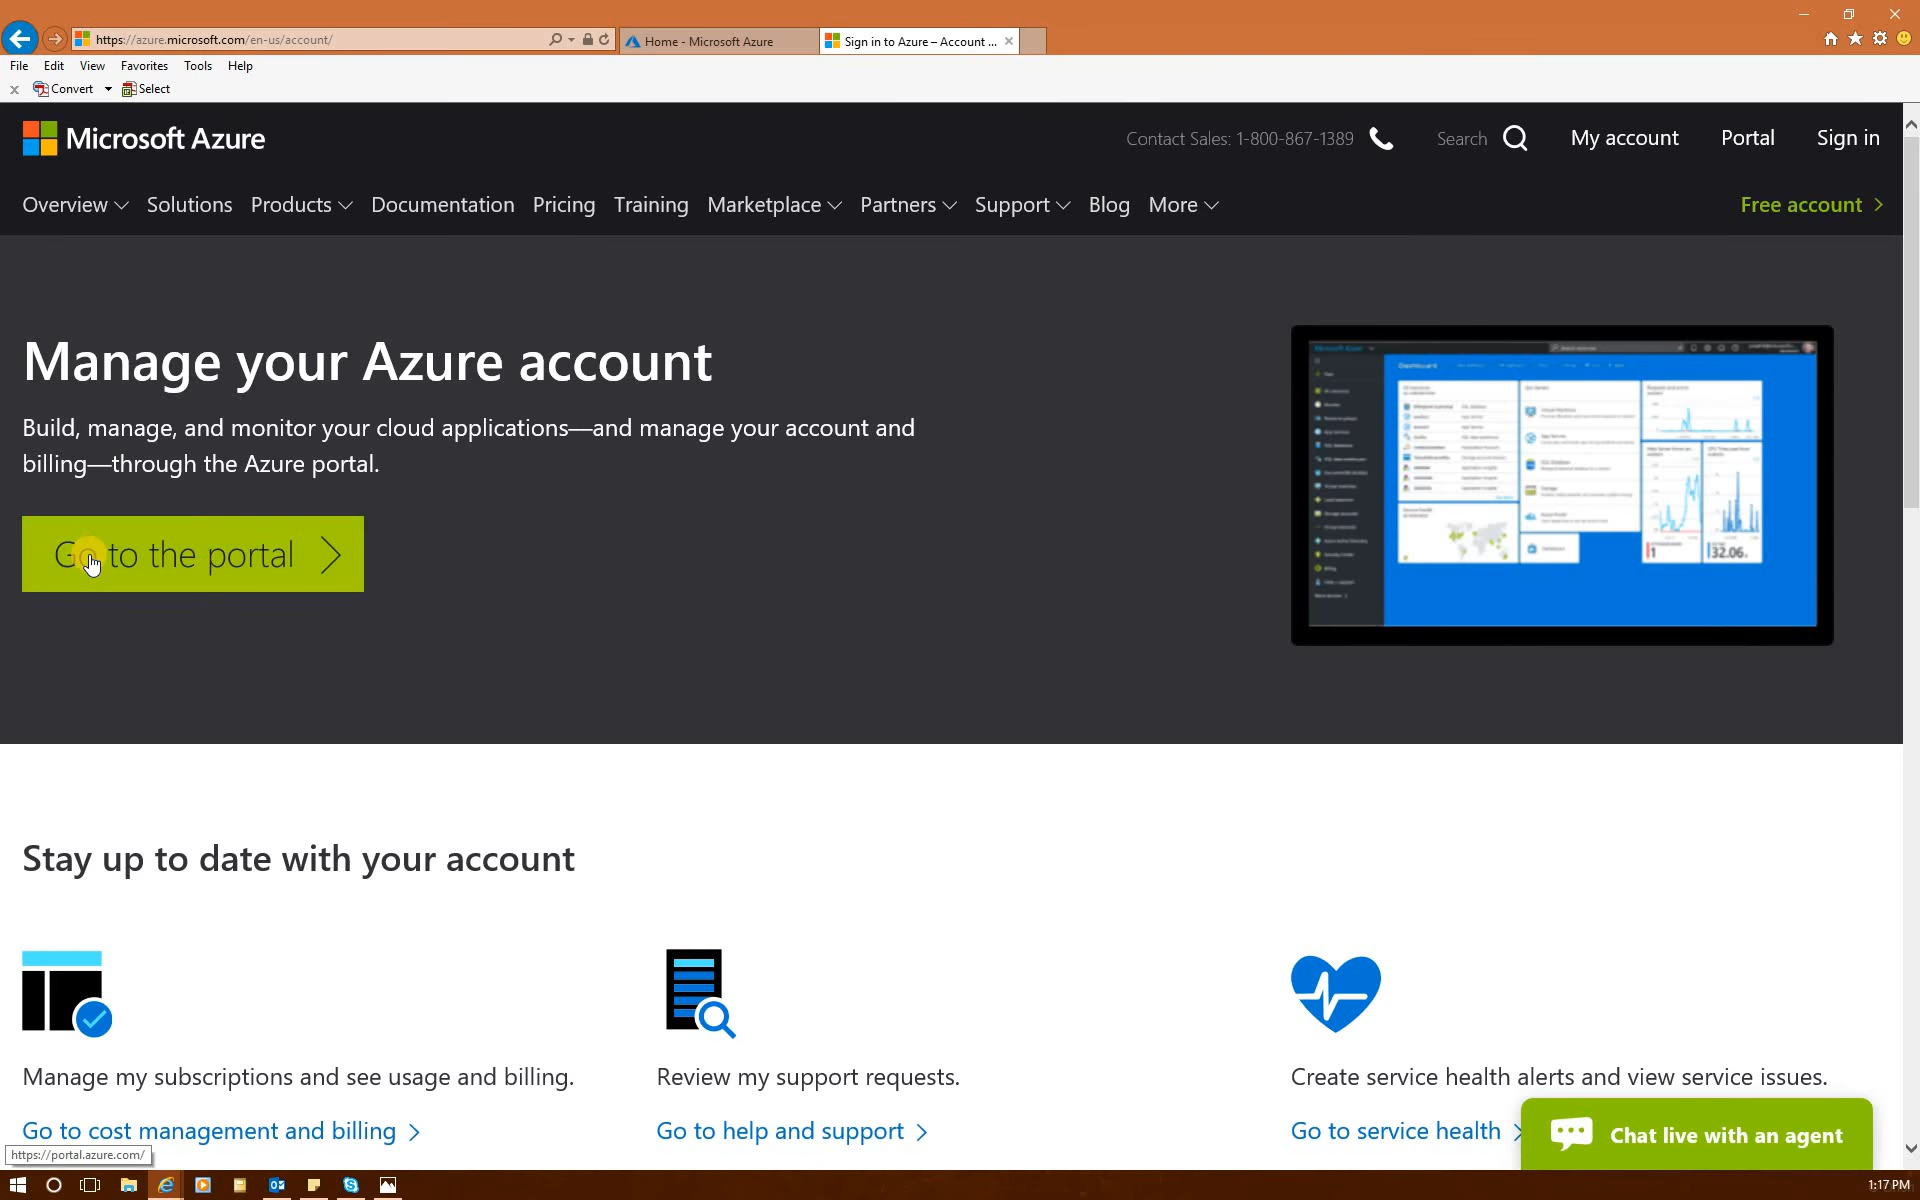 https://azure.microsoft.com/en-us/account/
Home - Microsoft Azure
Sign in to Azure – Account ...
File Edit View Favorites Tools Help
x Convert Select
Microsoft Azure
Contact Sales: 1-800-867-1389
Search
My account
Portal
Sign in
Overview Solutions Products Documentation Pricing Training Marketplace Partners Support Blog More
Free account
Manage your Azure account
Build, manage, and monitor your cloud applications—and manage your account and
billing—through the Azure portal.
Go to the portal
Dashboard
1
32.06
Stay up to date with your account
Manage my subscriptions and see usage and billing.
Go to cost management and billing
Review my support requests.
Go to help and support
Create service health alerts and view service issues.
Go to service health
Chat live with an agent
https://portal.azure.com/
1:17 PM